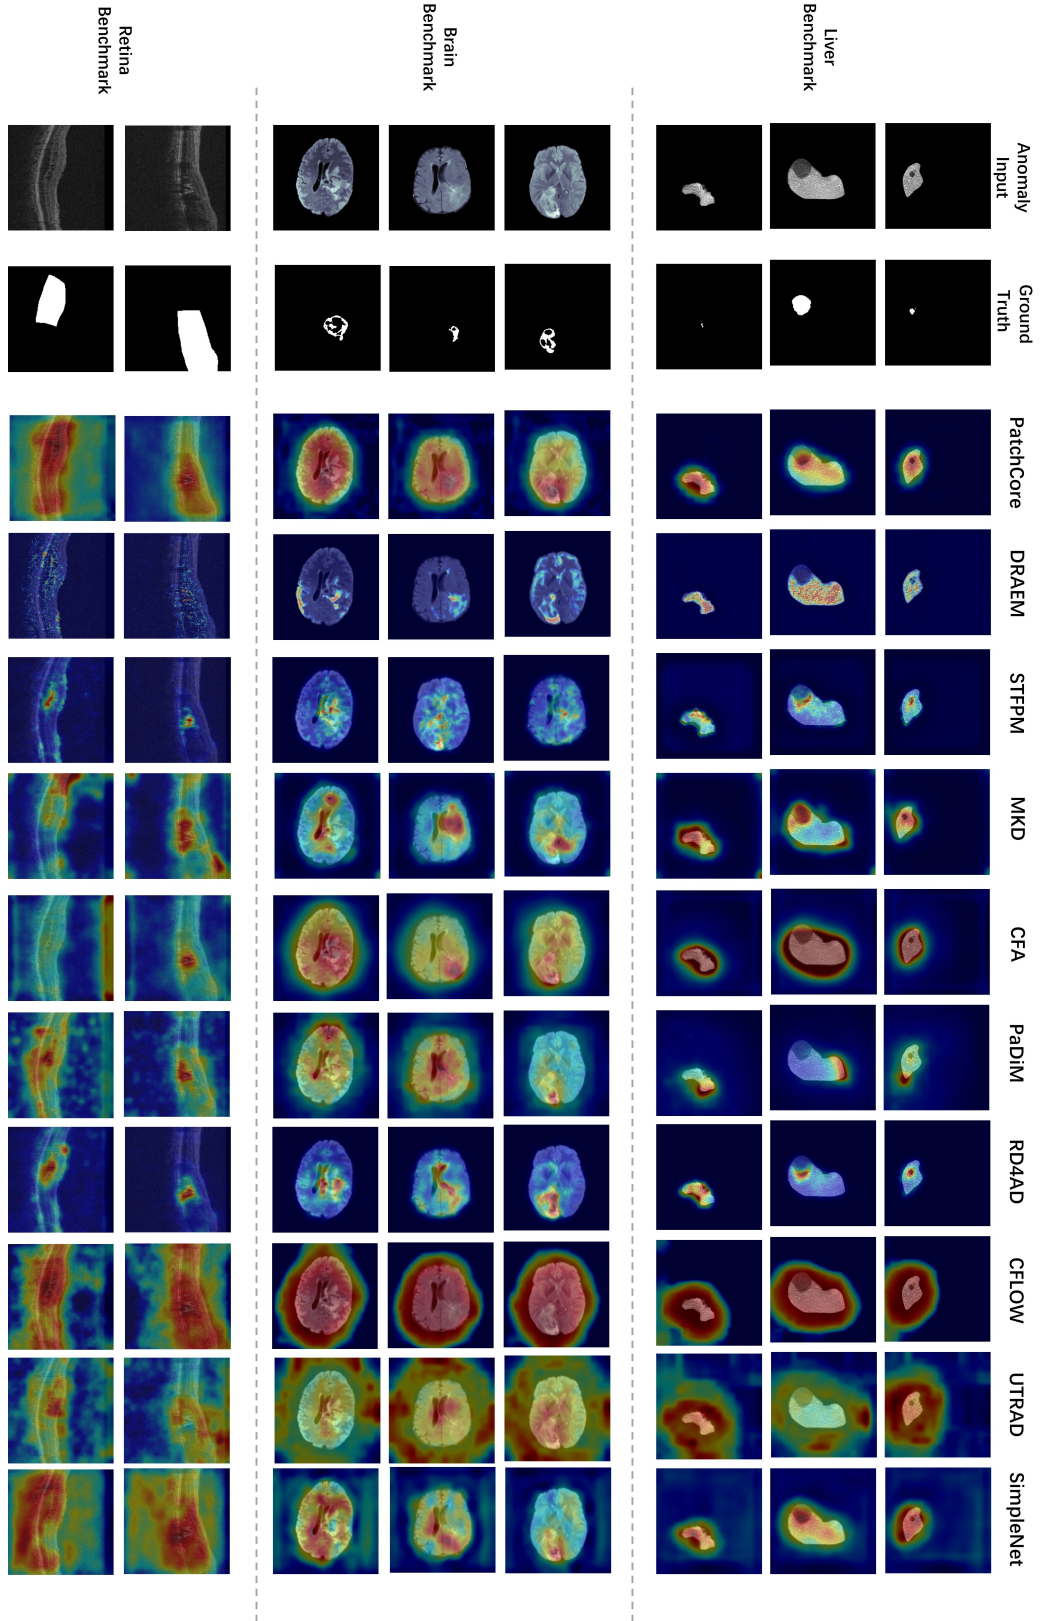 Anomaly
Input
Ground
Truth
PatchCore
DRAEM
STFPM
MKD
CFA
PaDiM
RD4AD
CFLOW
UTRAD
SimpleNet
Liver
Benchmark
Brain
Benchmark
Retina
Benchmark